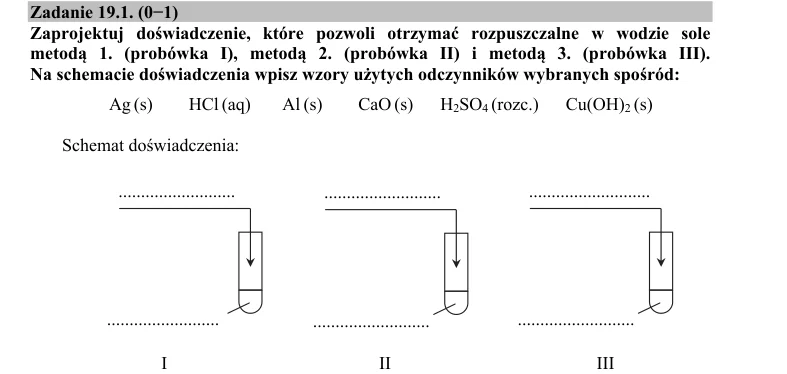 Zadanie 19.1. (0–1)
Zaprojektuj doświadczenie, które pozwoli otrzymać rozpuszczalne w wodzie sole
metodą 1. (probówka I), metodą 2. (probówka II) i metodą 3. (probówka III).
Na schemacie doświadczenia wpisz wzory użytych odczynników wybranych spośród:
Ag (s) HCl (aq) Al (s) CaO (s) H₂SO₄ (rozc.) Cu(OH)₂ (s)
Schemat doświadczenia:
.......................... .......................... ..........................
......................... .......................... ..........................
I II III